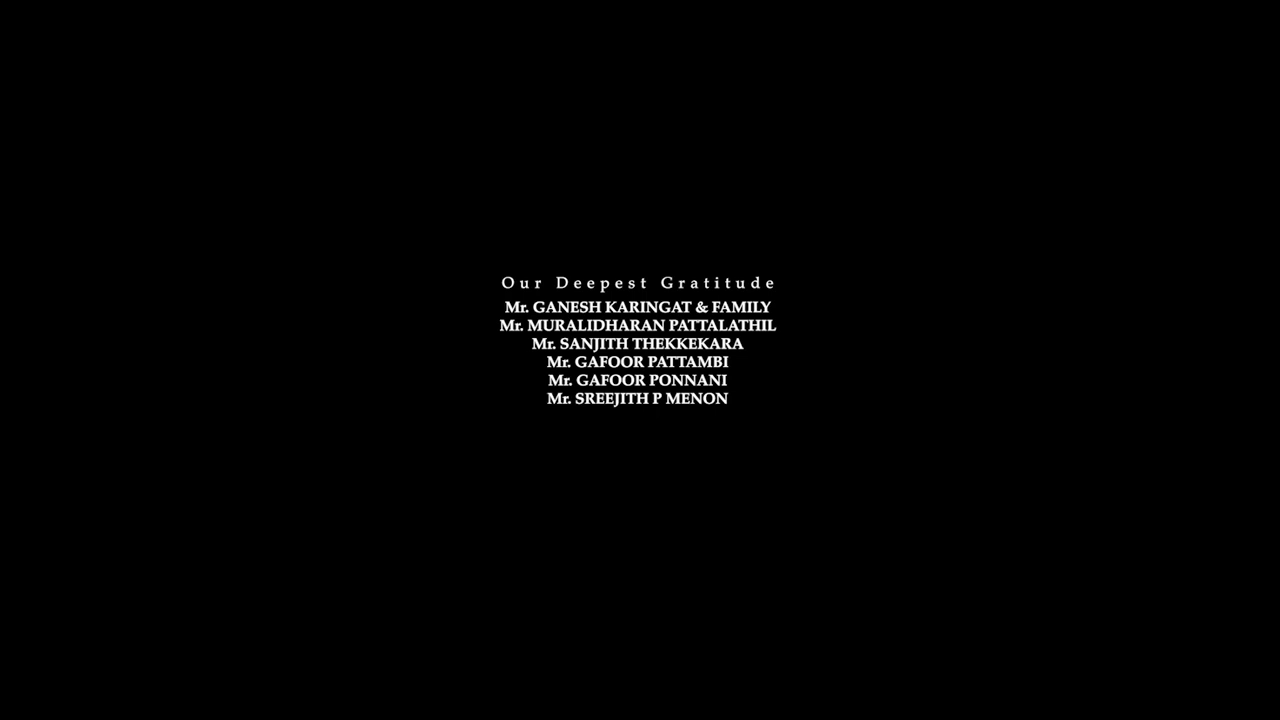 Our Deepest Gratitude
Mr. GANESH KARINGAT & FAMILY
Mr. MURALIDHARAN PATTALATHIL
Mr. SANJITH THEKKEKARA
Mr. GAFOOR PATTAMBI
Mr. GAFOOR PONNANI
Mr. SREEJITH P MENON